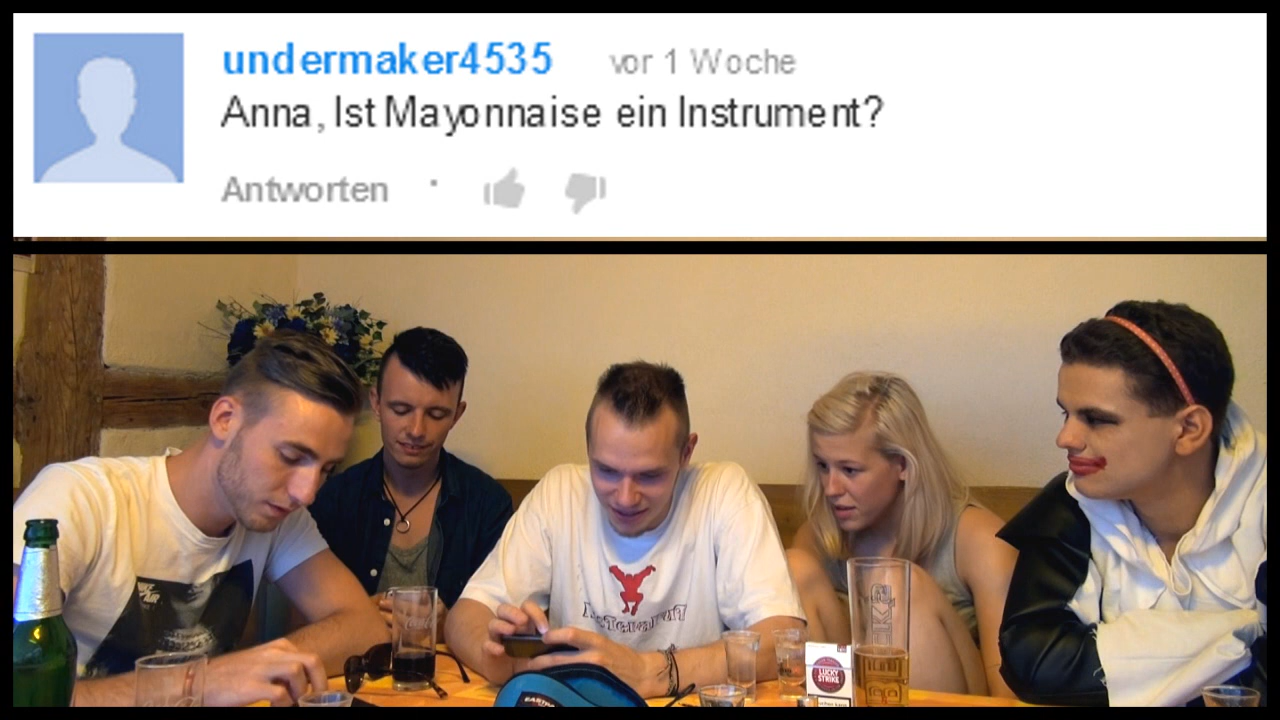 undermaker4535 vor 1 Woche
Anna, Ist Mayonnaise ein Instrument?
Antworten
LUCKY
STRIKE